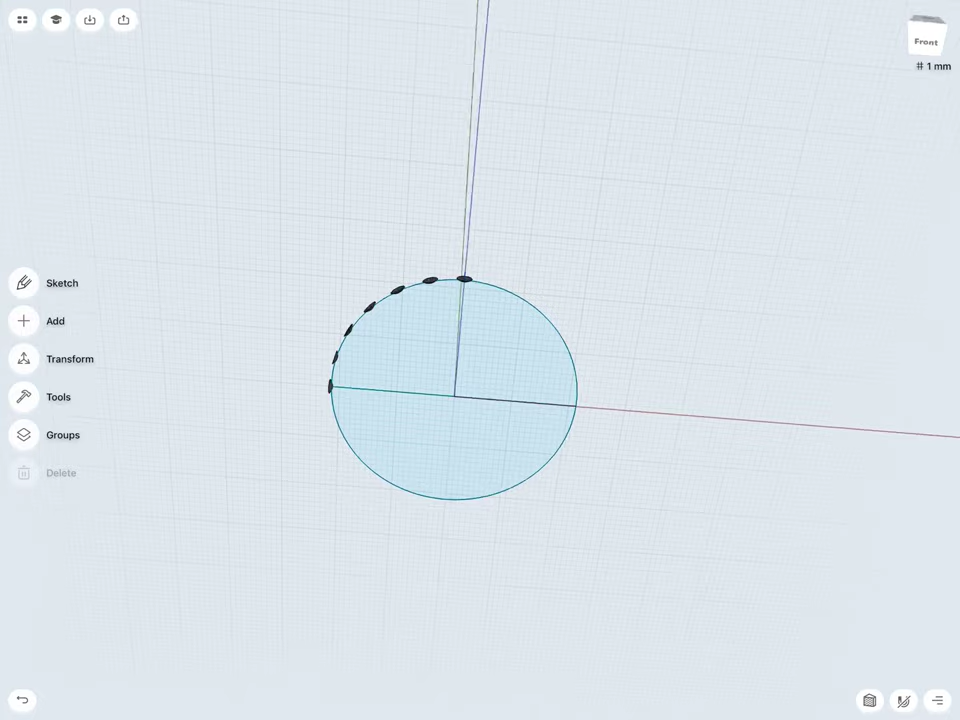 Front
# 1 mm
Sketch
Add
Transform
Tools
Groups
Delete